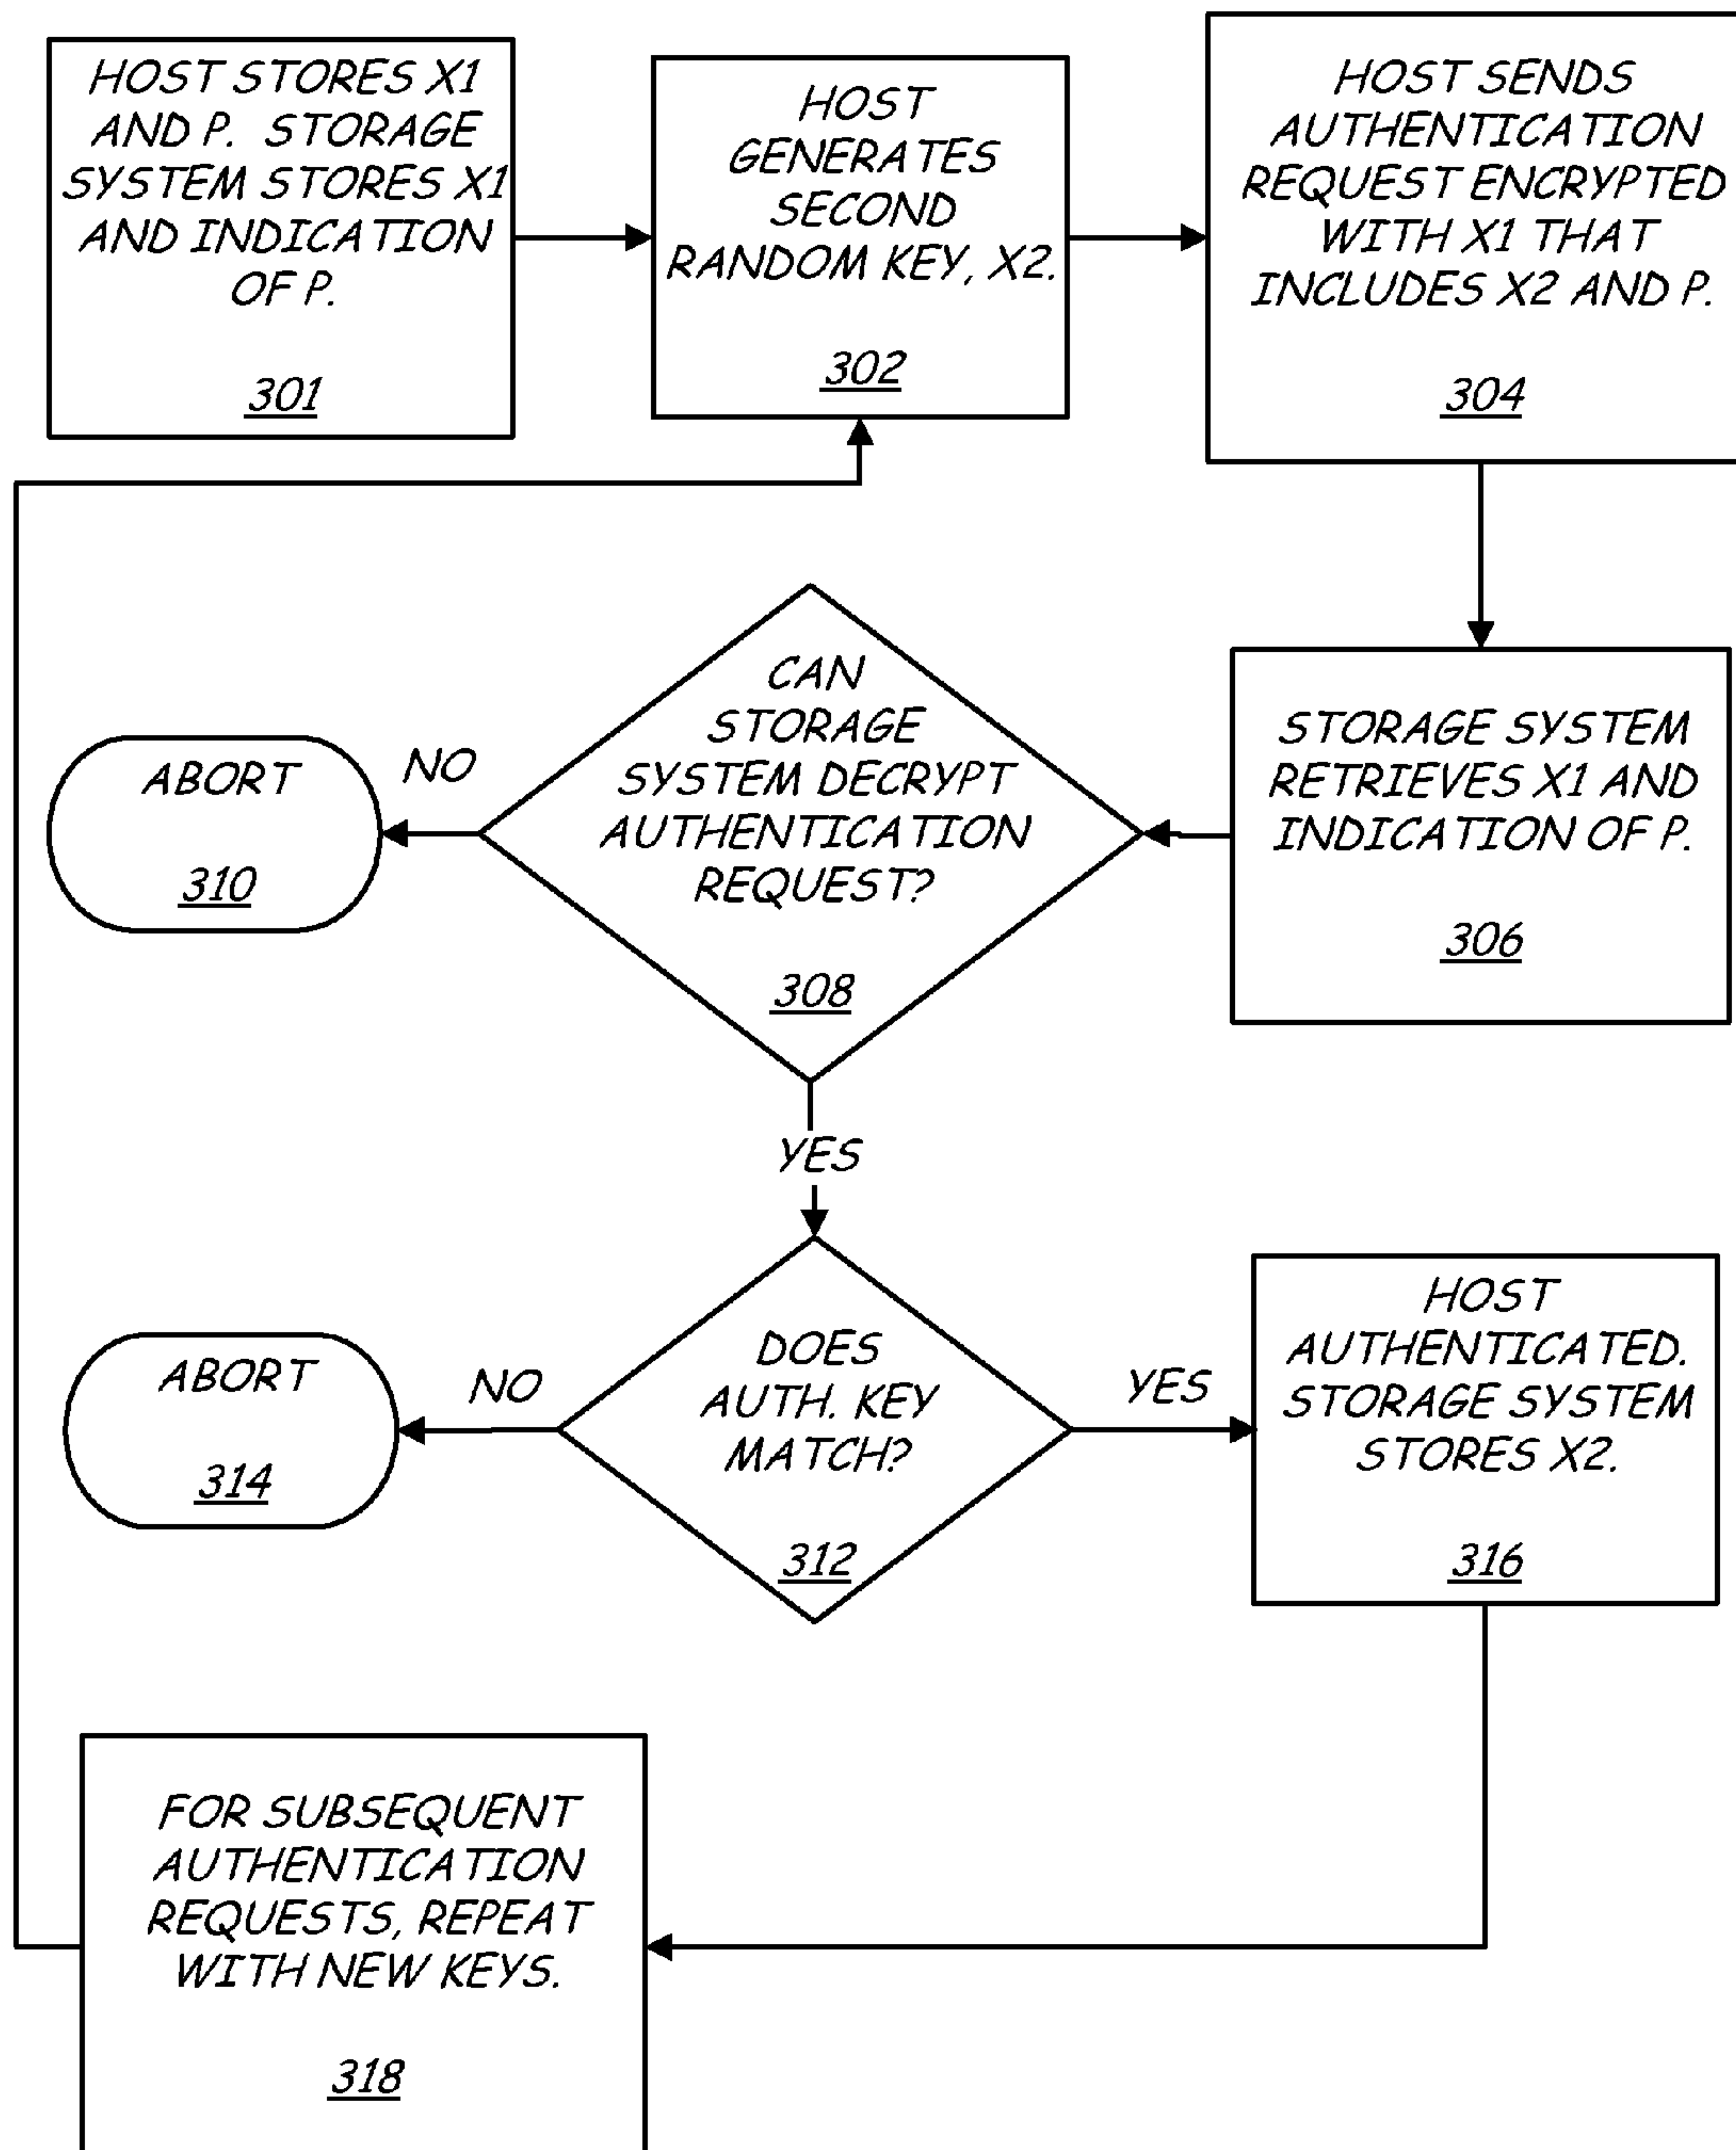 HOST STORES X1
AND P. STORAGE
SYSTEM STORES X1
AND INDICATION
OF P.
301
HOST
GENERATES
SECOND
RANDOM KEY, X2.
302
HOST SENDS
AUTHENTICATION
REQUEST ENCRYPTED
WITH X1 THAT
INCLUDES X2 AND P.
304
STORAGE SYSTEM
RETRIEVES X1 AND
INDICATION OF P.
306
CAN
STORAGE
SYSTEM DECRYPT
AUTHENTICATION
REQUEST?
308
NO
ABORT
310
YES
DOES
AUTH. KEY
MATCH?
312
NO
ABORT
314
YES
HOST
AUTHENTICATED.
STORAGE SYSTEM
STORES X2.
316
FOR SUBSEQUENT
AUTHENTICATION
REQUESTS, REPEAT
WITH NEW KEYS.
318